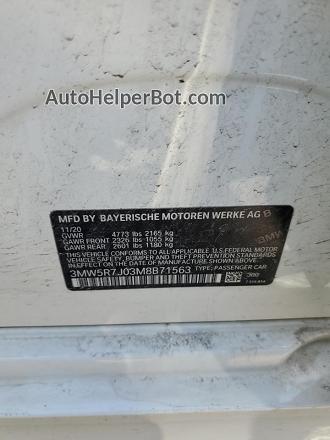 AutoHelperBot.com
MFD BY BAYERISCHE MOTOREN WERKE AG
11/20
GVWR 4773 lbs 2165 kg
GAWR FRONT 2326 lbs 1055 kg
GAWR REAR 2601 lbs 1180 kg
THIS VEHICLE CONFORMS TO ALL APPLICABLE U.S. FEDERAL MOTOR
VEHICLE SAFETY, BUMPER, AND THEFT PREVENTION STANDARDS
IN EFFECT ON THE DATE OF MANUFACTURE SHOWN ABOVE.
3MW5R7J03M8B71563 TYPE: PASSENGER CAR